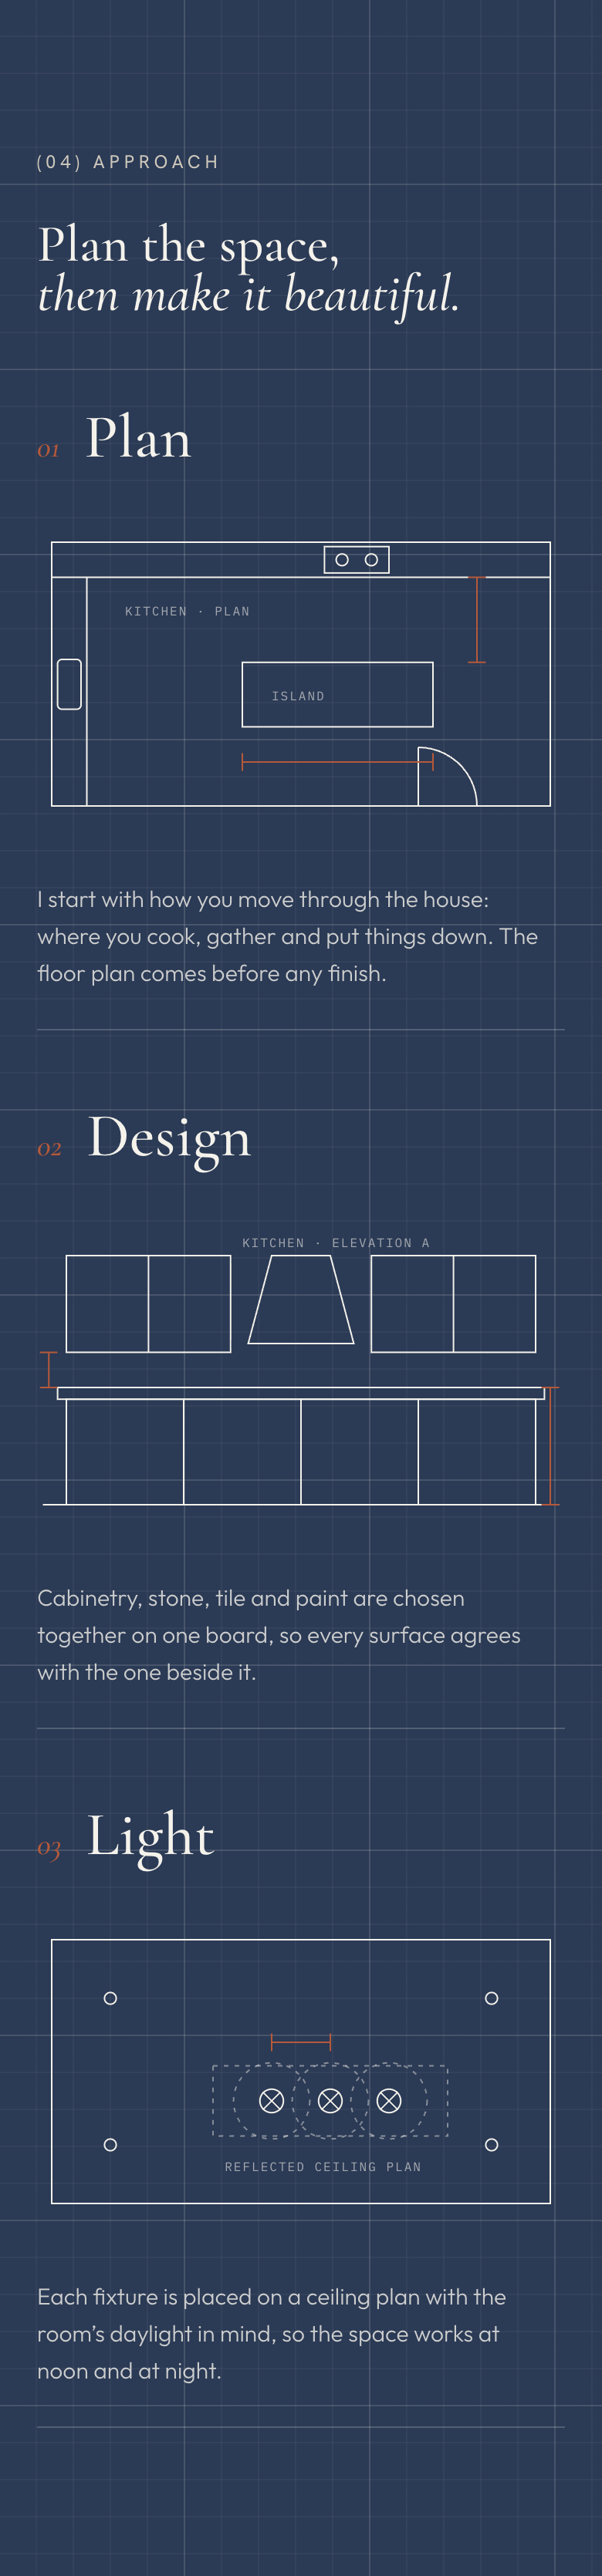 (04) APPROACH
Plan the space,
then make it beautiful.
01 Plan
KITCHEN · PLAN
ISLAND
I start with how you move through the house:
where you cook, gather and put things down. The
floor plan comes before any finish.
02 Design
KITCHEN · ELEVATION A
Cabinetry, stone, tile and paint are chosen
together on one board, so every surface agrees
with the one beside it.
03 Light
REFLECTED CEILING PLAN
Each fixture is placed on a ceiling plan with the
room’s daylight in mind, so the space works at
noon and at night.